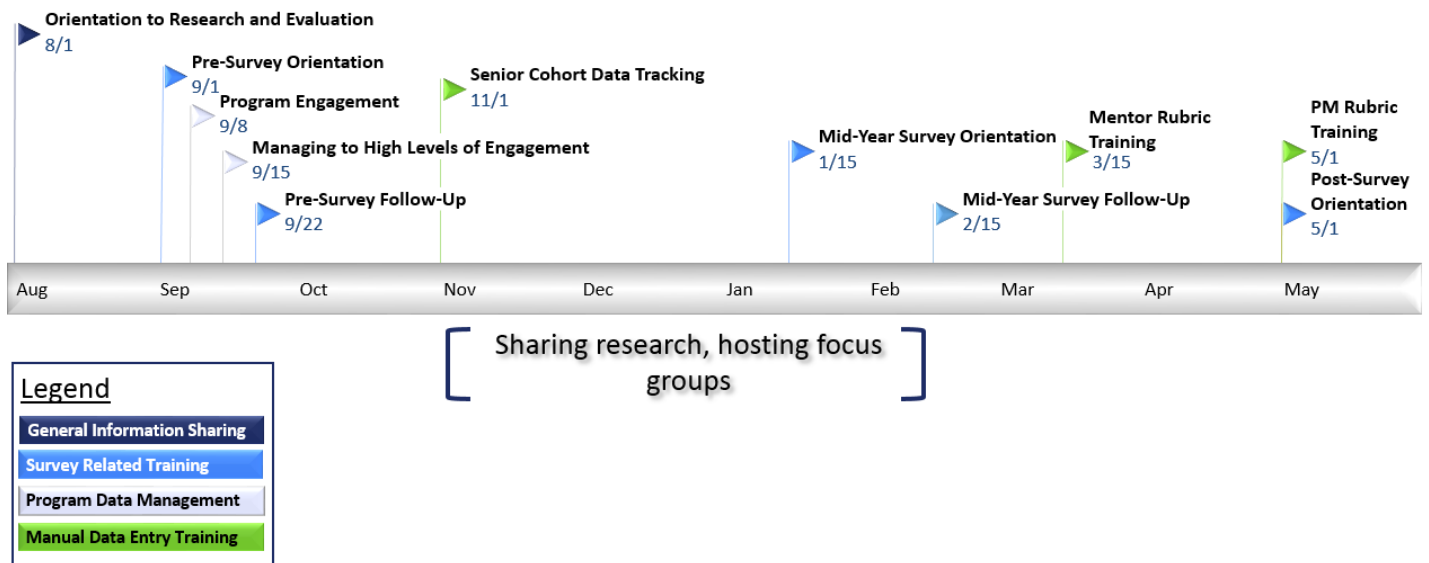 Orientation to Research and Evaluation
8/1
Pre-Survey Orientation
9/1
Program Engagement
9/8
Managing to High Levels of Engagement
9/15
Pre-Survey Follow-Up
9/22
Senior Cohort Data Tracking
11/1
Mid-Year Survey Orientation
1/15
Mid-Year Survey Follow-Up
2/15
Mentor Rubric
Training
3/15
PM Rubric
Training
5/1
Post-Survey
Orientation
5/1
Aug Sep Oct Nov Dec Jan Feb Mar Apr May
Sharing research, hosting focus
groups
Legend
General Information Sharing
Survey Related Training
Program Data Management
Manual Data Entry Training